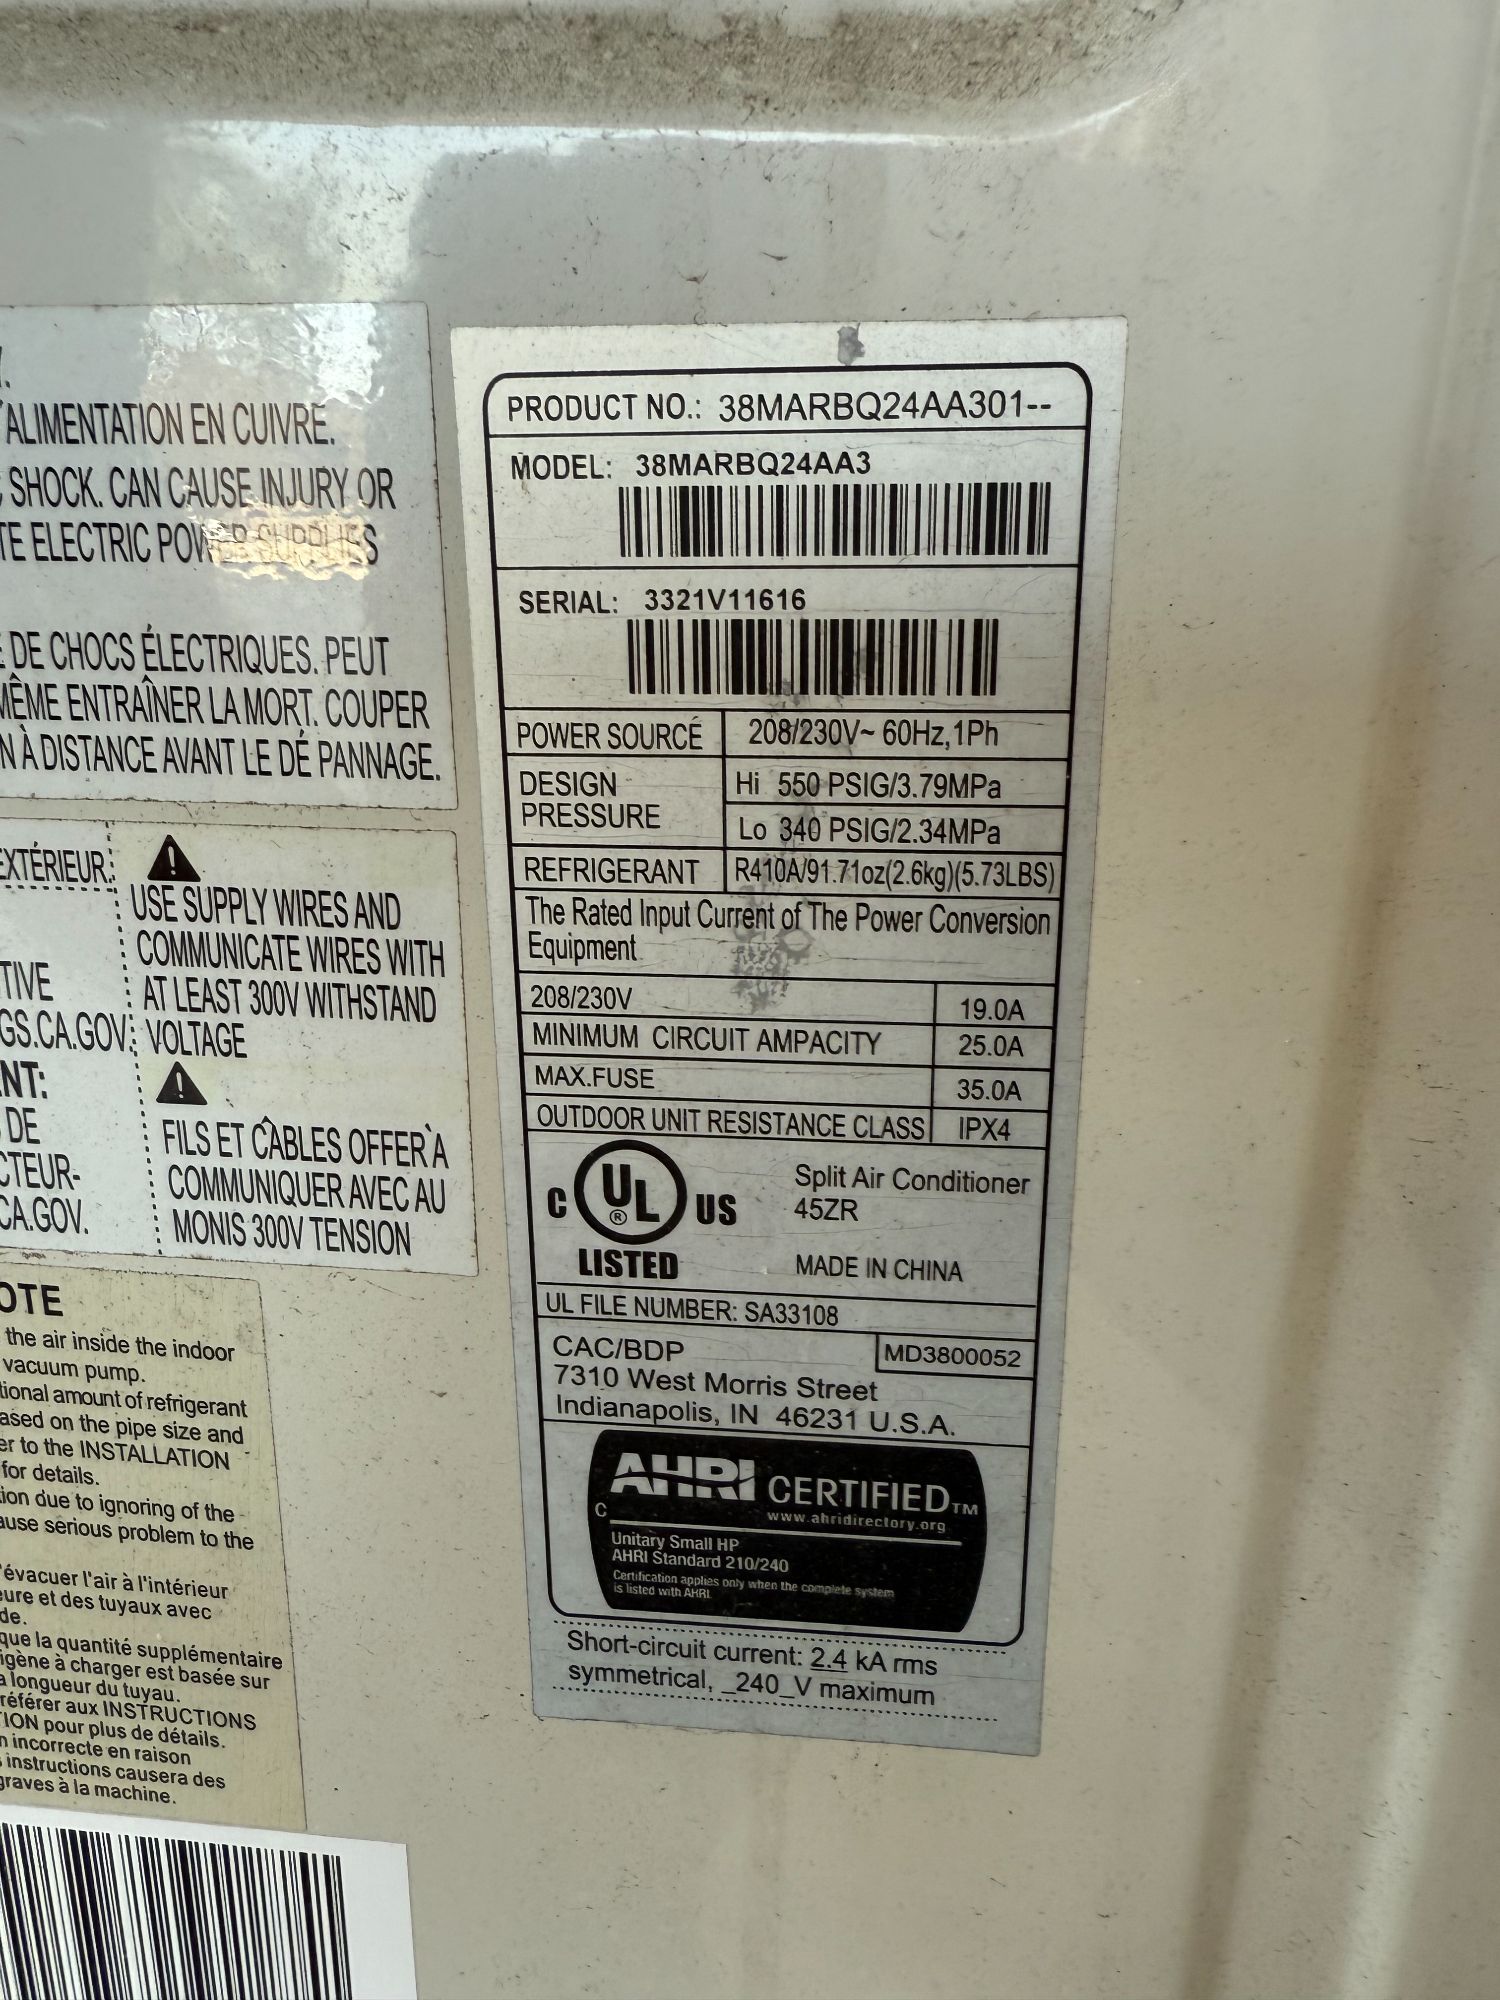 'ALIMENTATION EN CUIVRE.
SHOCK. CAN CAUSE INJURY OR
TE ELECTRIC POWER SUPPLIES
DE CHOCS ÉLECTRIQUES. PEUT
MÊME ENTRAÎNER LA MORT. COUPER
N À DISTANCE AVANT LE DÉ PANNAGE.
EXTÉRIEUR:
TIVE
GS.CA.GOV.
NT:
DE
CTEUR-
CA.GOV.
USE SUPPLY WIRES AND
COMMUNICATE WIRES WITH
AT LEAST 300V WITHSTAND
VOLTAGE
FILS ET CÂBLES OFFER À
COMMUNIQUER AVEC AU
MONIS 300V TENSION
OTE
the air inside the indoor
vacuum pump.
tional amount of refrigerant
ased on the pipe size and
er to the INSTALLATION
for details.
ion due to ignoring of the
ause serious problem to the
'évacuer l'air à l'intérieur
eure et des tuyaux avec
de.
que la quantité supplémentaire
igène à charger est basée sur
a longueur du tuyau.
référer aux INSTRUCTIONS
TION pour plus de détails.
n incorrecte en raison
instructions causera des
graves à la machine.
PRODUCT NO.: 38MARBQ24AA301--
MODEL: 38MARBQ24AA3
SERIAL: 3321V11616
POWER SOURCE 208/230V~ 60Hz,1Ph
DESIGN PRESSURE Hi 550 PSIG/3.79MPa
Lo 340 PSIG/2.34MPa
REFRIGERANT R410A/91.71oz(2.6kg)(5.73LBS)
The Rated Input Current of The Power Conversion
Equipment
208/230V 19.0A
MINIMUM CIRCUIT AMPACITY 25.0A
MAX.FUSE 35.0A
OUTDOOR UNIT RESISTANCE CLASS IPX4
C UL ® US
LISTED
Split Air Conditioner
45ZR
MADE IN CHINA
UL FILE NUMBER: SA33108
CAC/BDP MD3800052
7310 West Morris Street
Indianapolis, IN 46231 U.S.A.
AHRI CERTIFIED™
C www.ahridirectory.org
Unitary Small HP
AHRI Standard 210/240
Certification applies only when the complete system
is listed with AHRI.
Short-circuit current: 2.4 kA rms
symmetrical, _240_V maximum